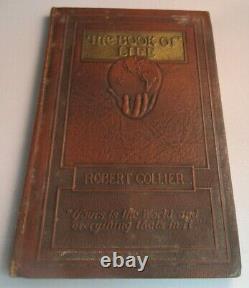 The Book of
Life
ROBERT COLLIER
"Yours is the World and
everything that's in it"